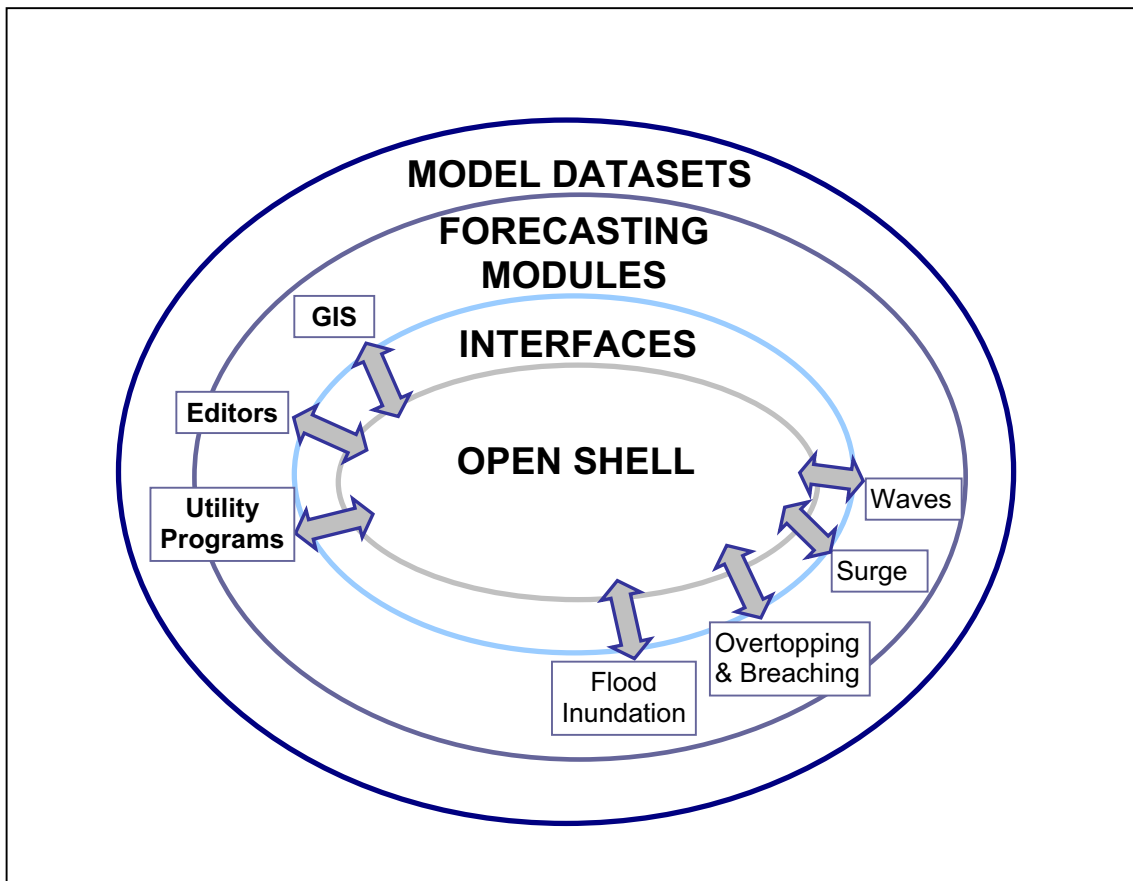 MODEL DATASETS
FORECASTING
MODULES
GIS
INTERFACES
Editors
OPEN SHELL
Utility
Programs
Waves
Surge
Overtopping
& Breaching
Flood
Inundation